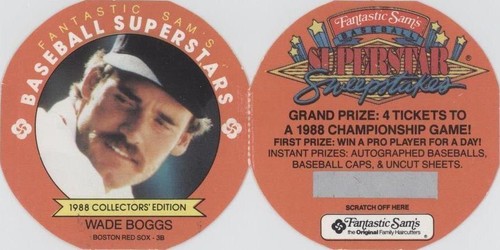 FANTASTIC SAM'S
BASEBALL SUPERSTARS
1988 COLLECTORS' EDITION
WADE BOGGS
BOSTON RED SOX - 3B
Fantastic Sam's
BASEBALL
SUPERSTAR
Sweepstakes
GRAND PRIZE: 4 TICKETS TO
A 1988 CHAMPIONSHIP GAME!
FIRST PRIZE: WIN A PRO PLAYER FOR A DAY!
INSTANT PRIZES: AUTOGRAPHED BASEBALLS,
BASEBALL CAPS, & UNCUT SHEETS.
SCRATCH OFF HERE
Fantastic Sam's
the Original Family Haircutters